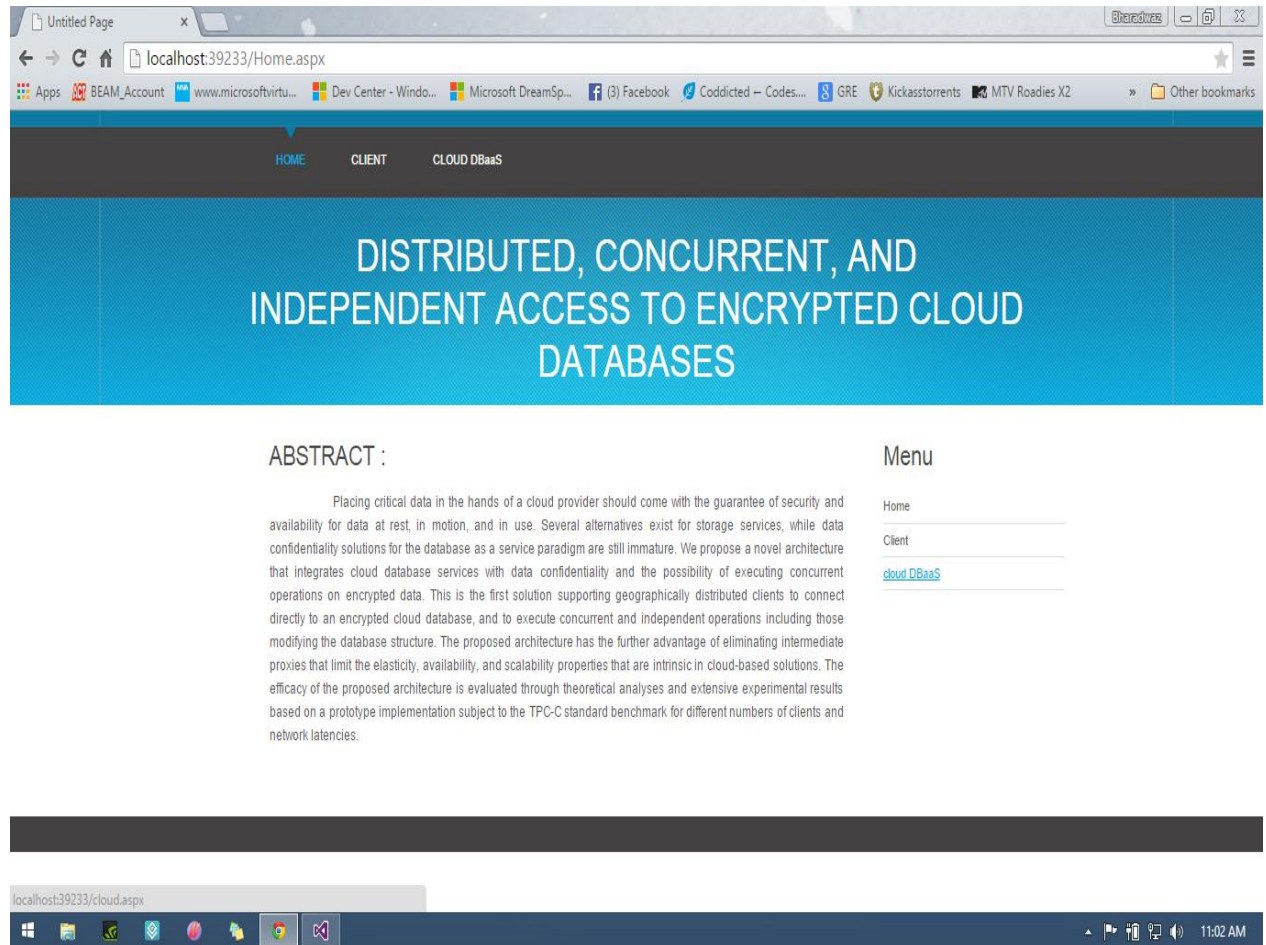 Untitled Page
Bharadwaz
localhost:39233/Home.aspx
Apps BEAM_Account www.microsoftvirtu... Dev Center - Windo... Microsoft DreamSp... (3) Facebook Coddicted – Codes.... GRE Kickasstorrents MTV Roadies X2 » Other bookmarks
HOME CLIENT CLOUD DBaaS
DISTRIBUTED, CONCURRENT, AND
INDEPENDENT ACCESS TO ENCRYPTED CLOUD
DATABASES
ABSTRACT :
Placing critical data in the hands of a cloud provider should come with the guarantee of security and
availability for data at rest, in motion, and in use. Several alternatives exist for storage services, while data
confidentiality solutions for the database as a service paradigm are still immature. We propose a novel architecture
that integrates cloud database services with data confidentiality and the possibility of executing concurrent
operations on encrypted data. This is the first solution supporting geographically distributed clients to connect
directly to an encrypted cloud database, and to execute concurrent and independent operations including those
modifying the database structure. The proposed architecture has the further advantage of eliminating intermediate
proxies that limit the elasticity, availability, and scalability properties that are intrinsic in cloud-based solutions. The
efficacy of the proposed architecture is evaluated through theoretical analyses and extensive experimental results
based on a prototype implementation subject to the TPC-C standard benchmark for different numbers of clients and
network latencies.
Menu
Home
Client
cloud DBaaS
localhost:39233/cloud.aspx
11:02 AM